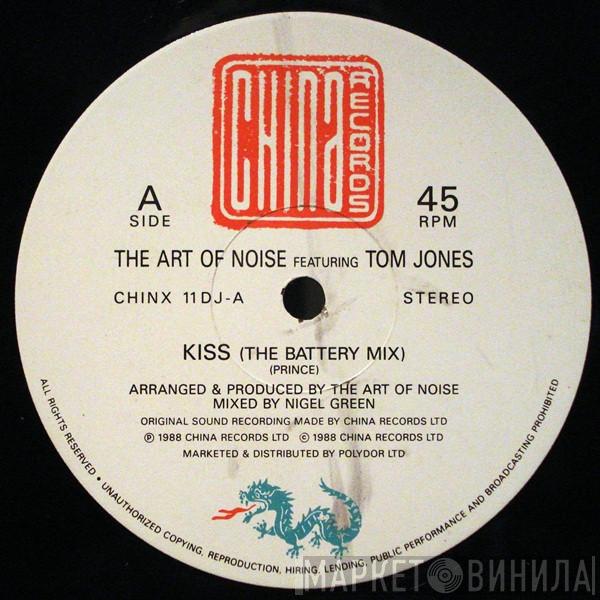 CHINA
RECORDS
A
SIDE
45
RPM
THE ART OF NOISE FEATURING TOM JONES
CHINX 11DJ-A
STEREO
KISS (THE BATTERY MIX)
(PRINCE)
ARRANGED & PRODUCED BY THE ART OF NOISE
MIXED BY NIGEL GREEN
ORIGINAL SOUND RECORDING MADE BY CHINA RECORDS LTD
℗ 1988 CHINA RECORDS LTD © 1988 CHINA RECORDS LTD
MARKETED & DISTRIBUTED BY POLYDOR LTD
ALL RIGHTS RESERVED • UNAUTHORIZED COPYING, REPRODUCTION, HIRING, LENDING, PUBLIC PERFORMANCE AND BROADCASTING PROHIBITED
МАРКЕТ ВИНИЛА